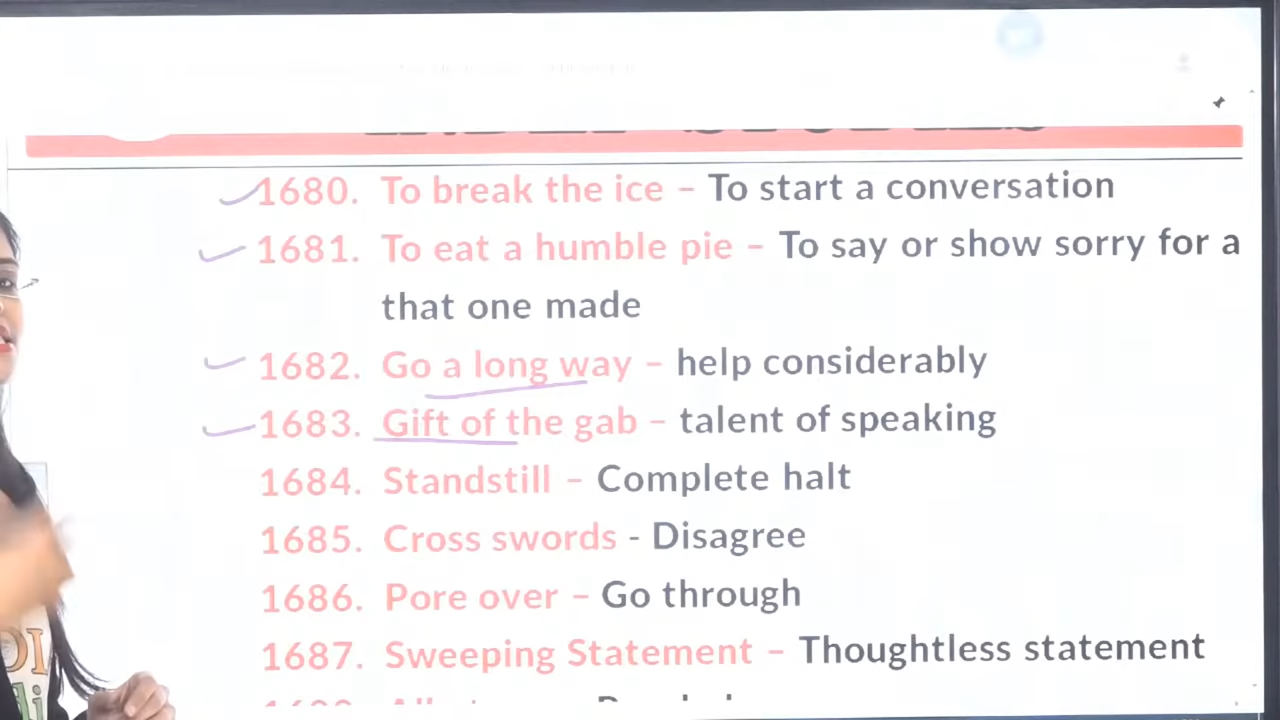 1680. To break the ice – To start a conversation
1681. To eat a humble pie – To say or show sorry for a
that one made
1682. Go a long way – help considerably
1683. Gift of the gab – talent of speaking
1684. Standstill – Complete halt
1685. Cross swords - Disagree
1686. Pore over – Go through
1687. Sweeping Statement – Thoughtless statement